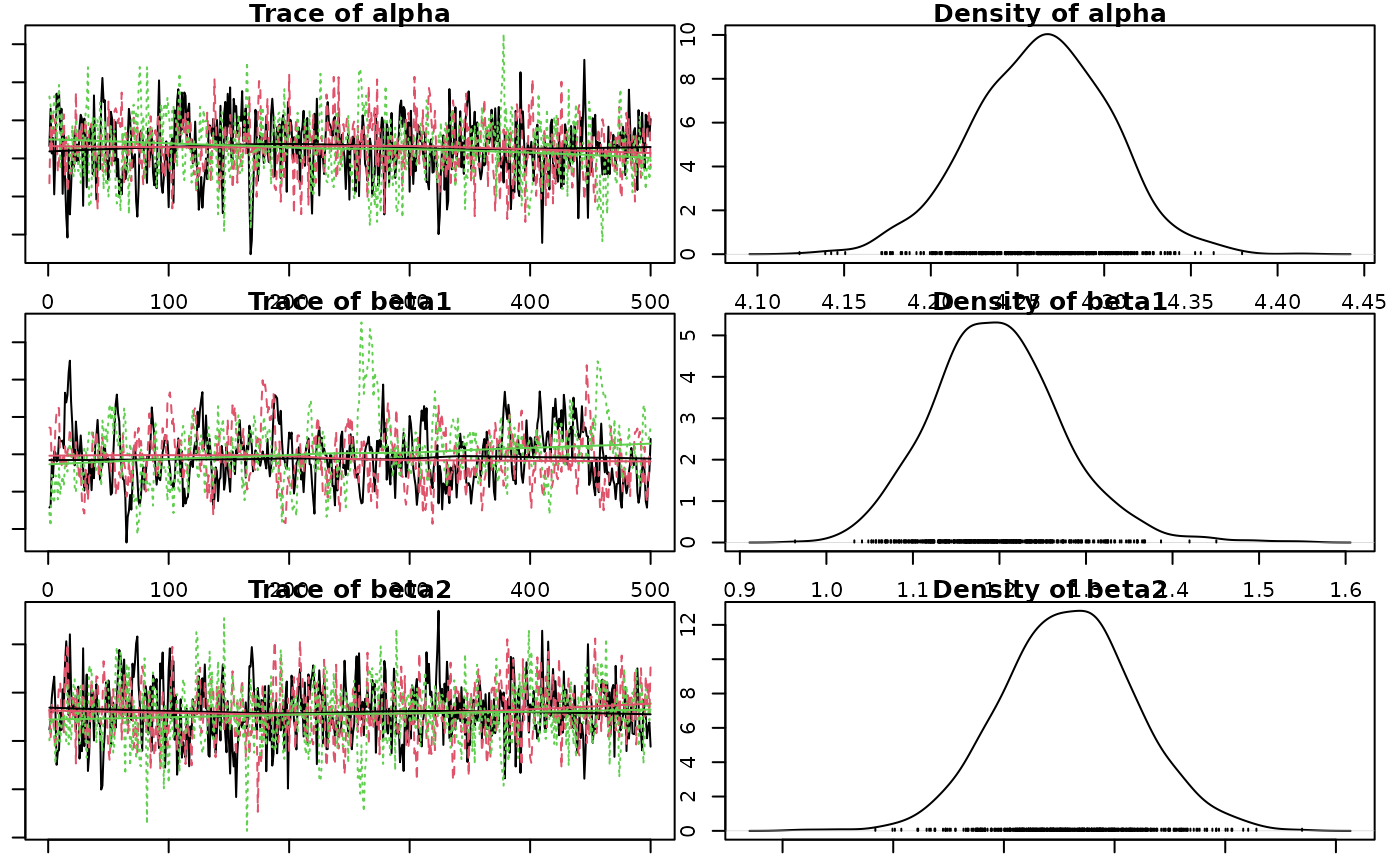 Trace of alpha
Density of alpha
0 2 4 6 8 10
0 100 200 300 400 500
4.10 4.15 4.20 4.25 4.30 4.35 4.40 4.45
Trace of beta1
Density of beta1
0 1 2 3 4 5
0 100 200 300 400 500
0.9 1.0 1.1 1.2 1.3 1.4 1.5 1.6
Trace of beta2
Density of beta2
0 2 4 6 8 12